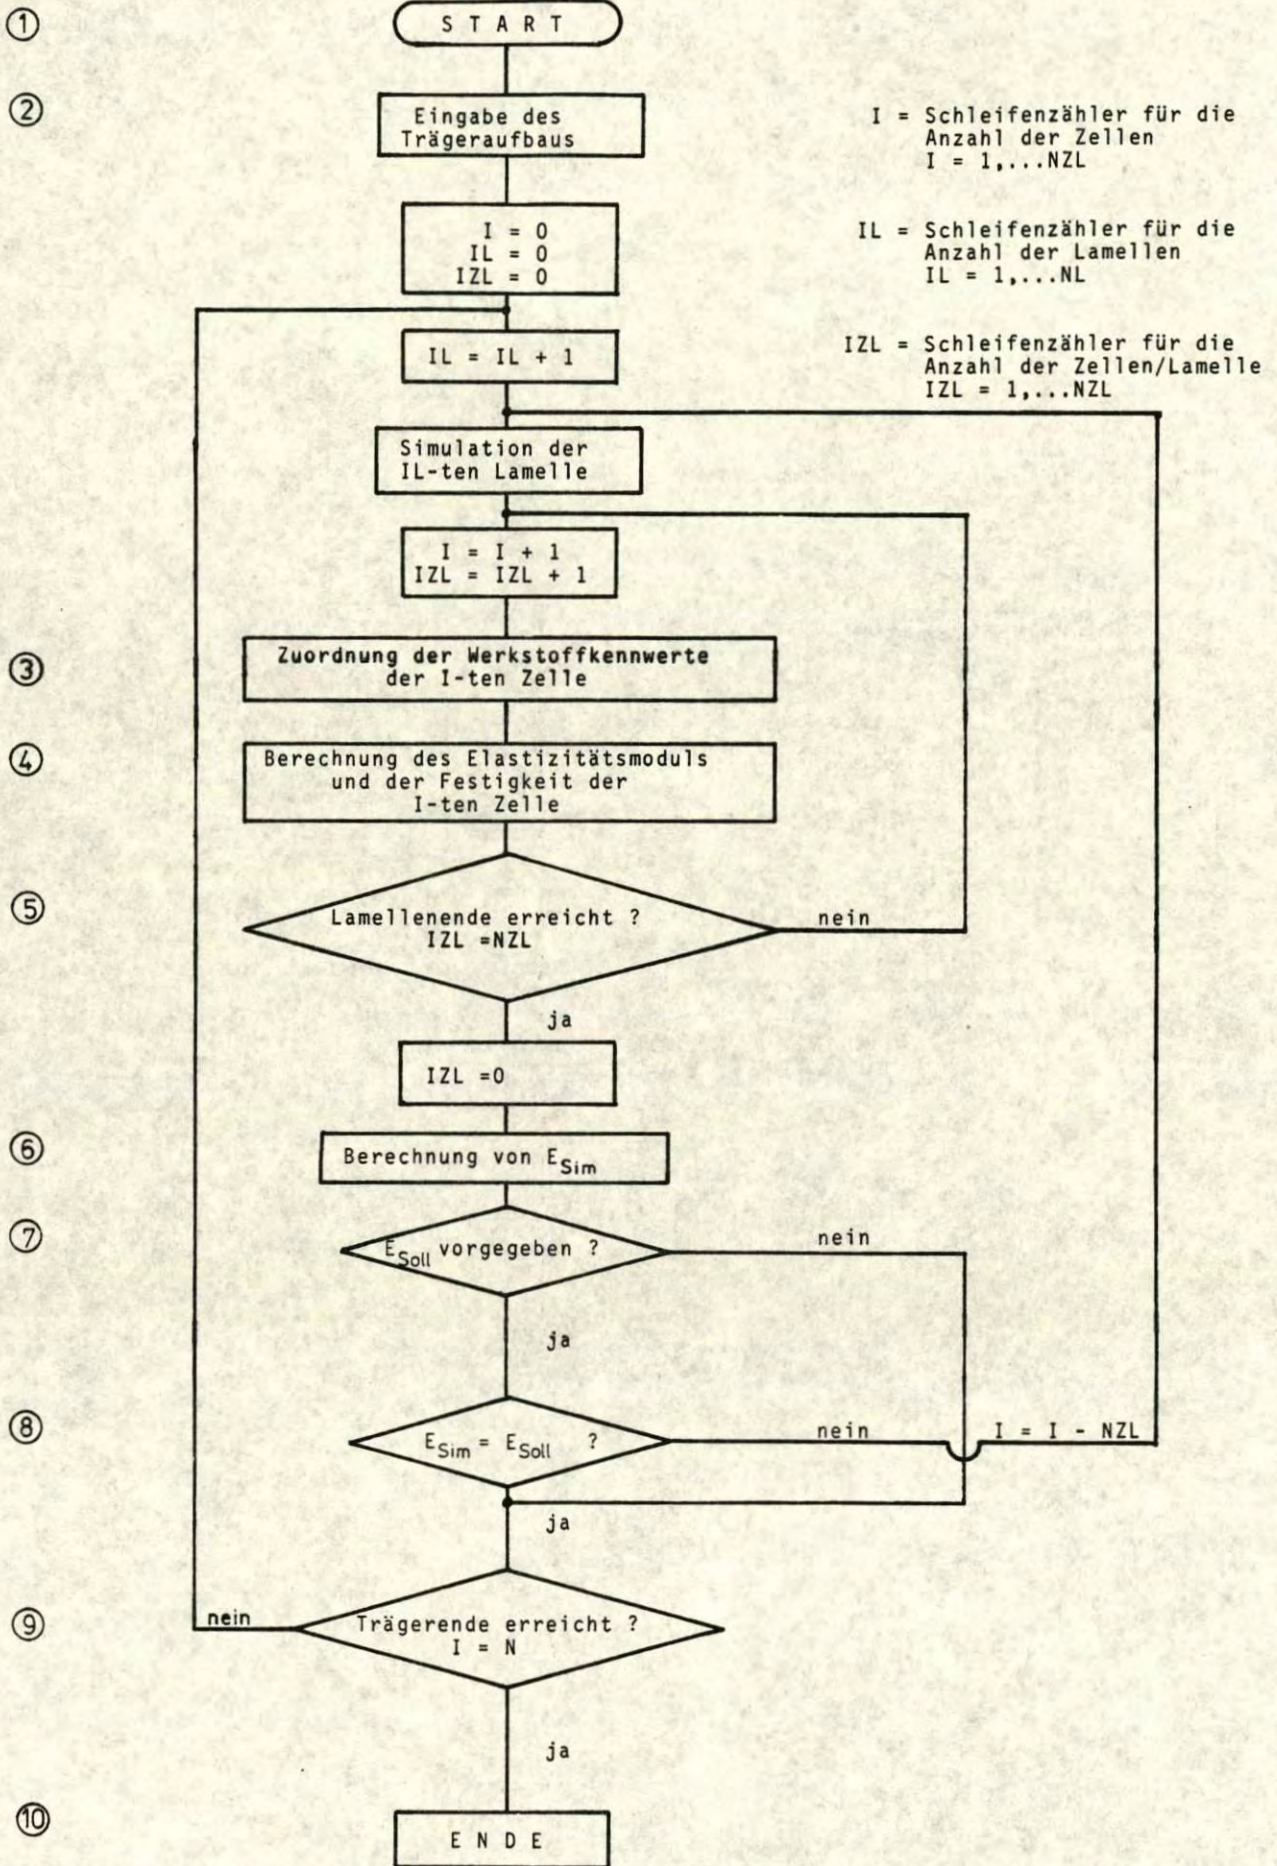 ①
S T A R T
②
Eingabe des
Trägeraufbaus
I = Schleifenzähler für die
Anzahl der Zellen
I = 1,...NZL
I = 0
IL = 0
IZL = 0
IL = Schleifenzähler für die
Anzahl der Lamellen
IL = 1,...NL
IL = IL + 1
IZL = Schleifenzähler für die
Anzahl der Zellen/Lamelle
IZL = 1,...NZL
Simulation der
IL-ten Lamelle
I = I + 1
IZL = IZL + 1
③
Zuordnung der Werkstoffkennwerte
der I-ten Zelle
④
Berechnung des Elastizitätsmoduls
und der Festigkeit der
I-ten Zelle
⑤
Lamellenende erreicht ?
IZL =NZL
nein
ja
IZL =0
⑥
Berechnung von E_Sim
⑦
E_Soll vorgegeben ?
nein
ja
⑧
E_Sim = E_Soll ?
nein
I = I - NZL
ja
⑨
nein
Trägerende erreicht ?
I = N
ja
⑩
E N D E